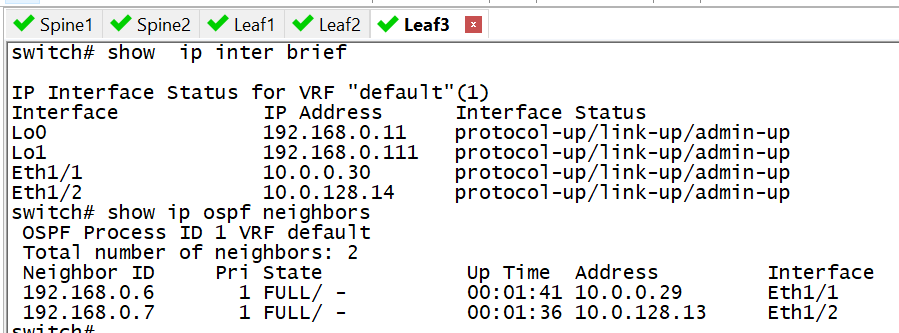 Spine1 Spine2 Leaf1 Leaf2 Leaf3 x
switch# show  ip inter brief
IP Interface Status for VRF "default"(1)
Interface            IP Address      Interface Status
Lo0                  192.168.0.11    protocol-up/link-up/admin-up
Lo1                  192.168.0.111   protocol-up/link-up/admin-up
Eth1/1               10.0.0.30       protocol-up/link-up/admin-up
Eth1/2               10.0.128.14     protocol-up/link-up/admin-up
switch# show ip ospf neighbors
 OSPF Process ID 1 VRF default
 Total number of neighbors: 2
 Neighbor ID     Pri State            Up Time  Address         Interface
 192.168.0.6       1 FULL/ -          00:01:41 10.0.0.29       Eth1/1
 192.168.0.7       1 FULL/ -          00:01:36 10.0.128.13     Eth1/2
switch#